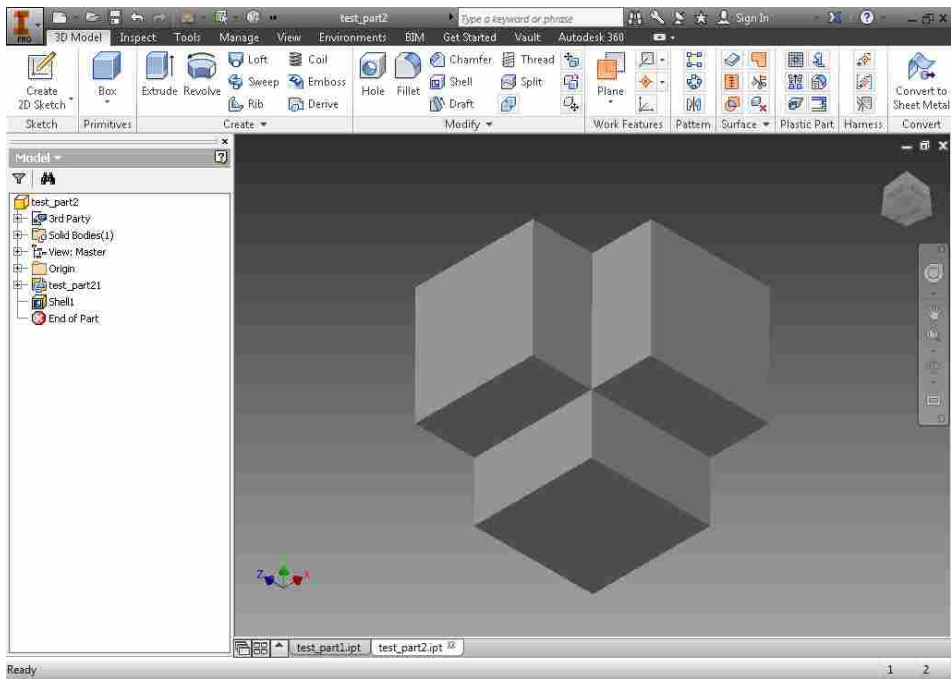 PRO
test_part2
Type a keyword or phrase
Sign In
3D Model Inspect Tools Manage View Environments BIM Get Started Vault Autodesk 360
Create
2D Sketch
Box
Extrude
Revolve
Loft
Sweep
Rib
Coil
Emboss
Derive
Hole
Fillet
Chamfer
Shell
Draft
Thread
Split
Plane
Convert to
Sheet Metal
Sketch Primitives Create Modify Work Features Pattern Surface Plastic Part Harness Convert
Model
test_part2
3rd Party
Solid Bodies(1)
View: Master
Origin
test_part21
Shell1
End of Part
Z
X
test_part1.ipt test_part2.ipt
Ready 1 2